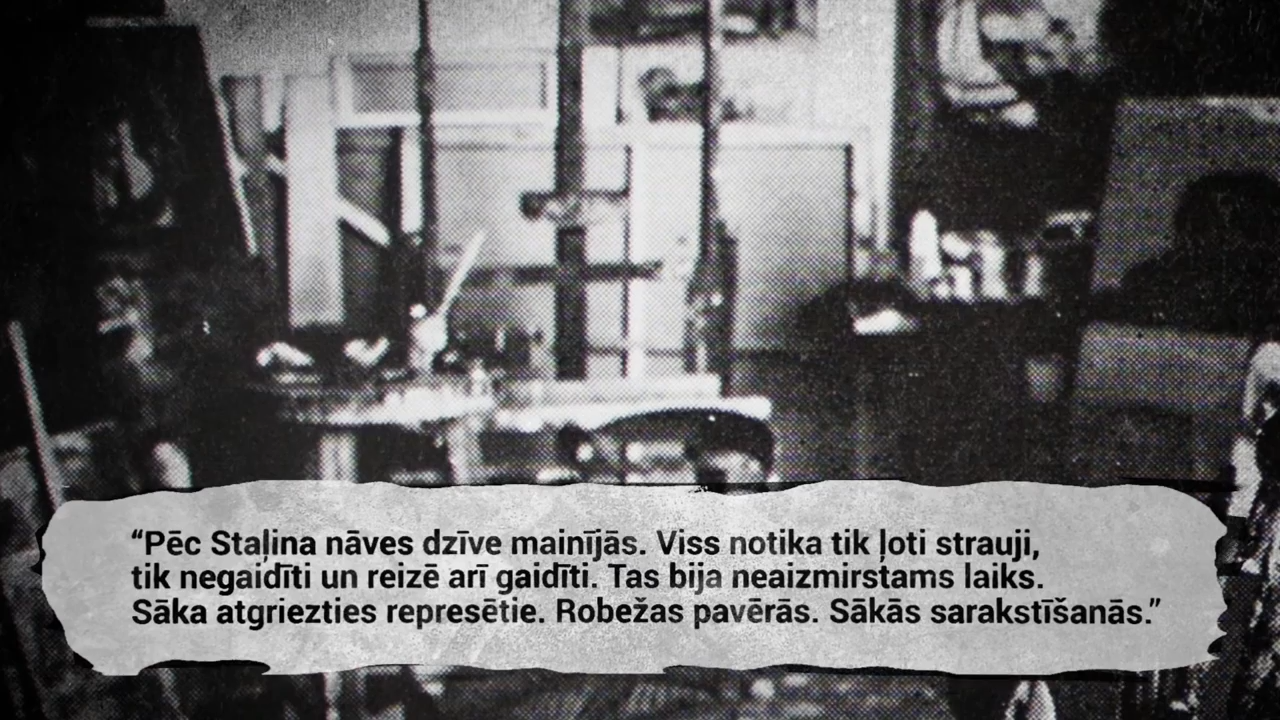 “Pēc Staļina nāves dzīve mainījās. Viss notika tik ļoti strauji,
tik negaidīti un reizē arī gaidīti. Tas bija neaizmirstams laiks.
Sāka atgriezties represētie. Robežas pavērās. Sākās sarakstīšanās.”